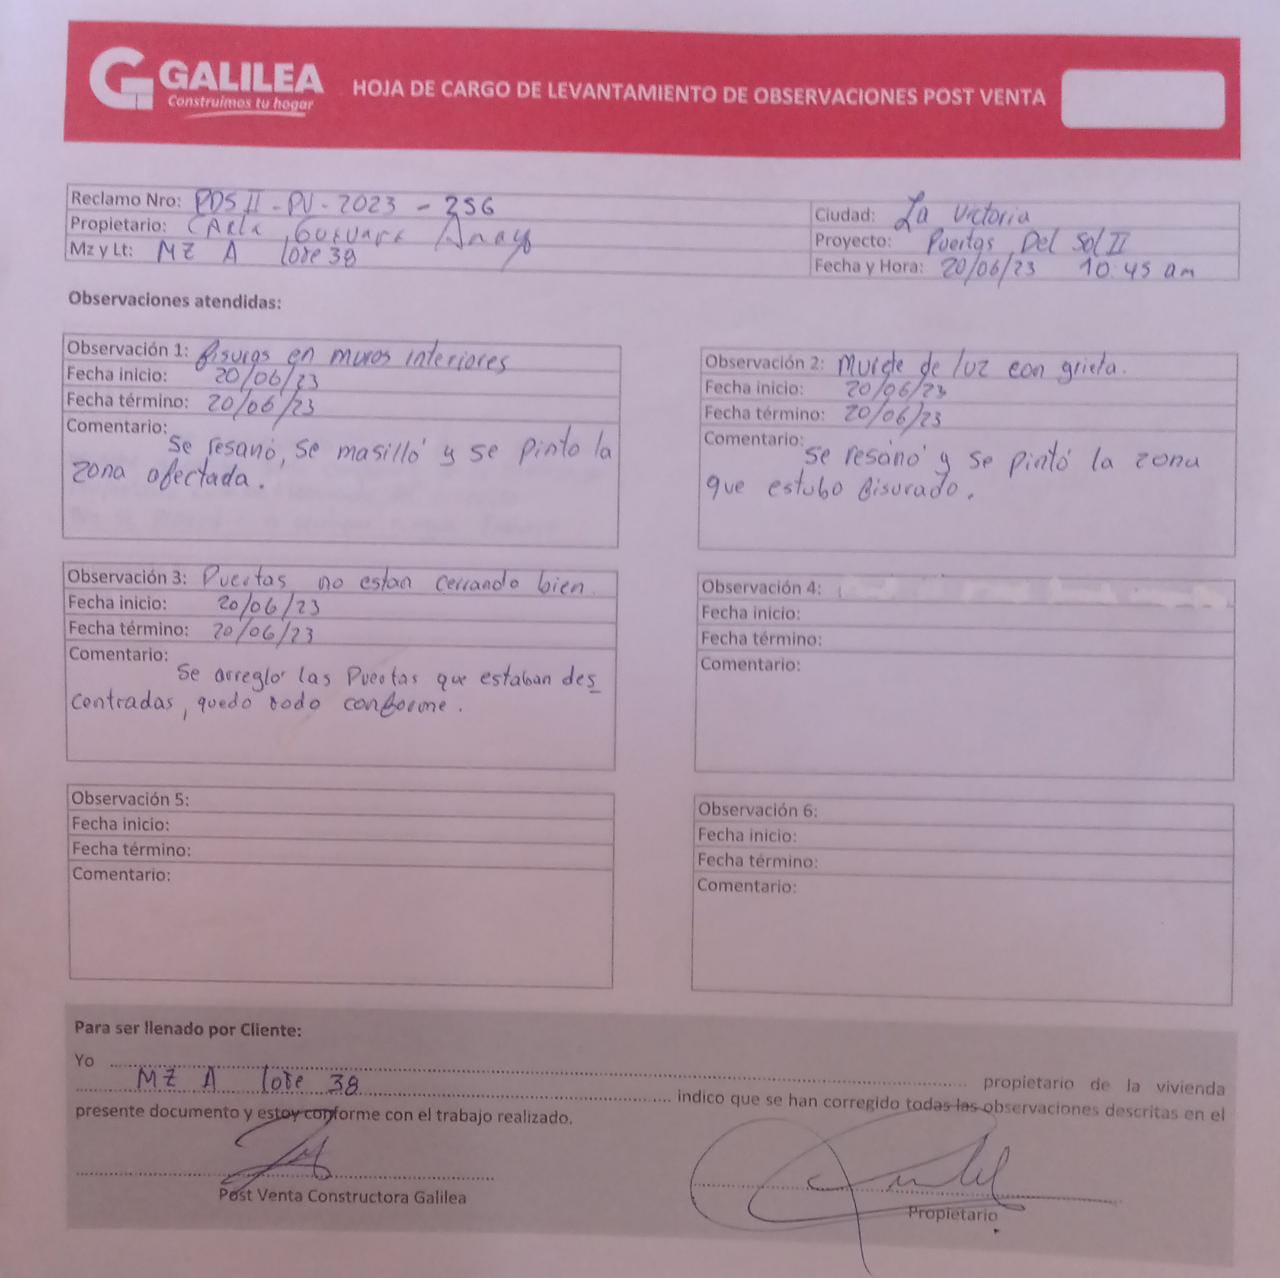 GALILEA
Construimos tu hogar
HOJA DE CARGO DE LEVANTAMIENTO DE OBSERVACIONES POST VENTA
Reclamo Nro: PDS II - PV - 2023 - 256
Propietario: CARLA GUEVARA Anayo
Mz y Lt: MZ A lote 38
Ciudad: La Victoria
Proyecto: Puertas Del Sol II
Fecha y Hora: 20/06/23 10:45 am
Observaciones atendidas:
Observación 1: fisuras en muros interiores
Fecha inicio: 20/06/23
Fecha término: 20/06/23
Comentario: Se resanó, se masilló y se pinto la
zona afectada.
Observación 2: Murete de luz con grieta.
Fecha inicio: 20/06/23
Fecha término: 20/06/23
Comentario: Se resanó y se pintó la zona
que estubo fisurado.
Observación 3: Puertas no estan cerrando bien.
Fecha inicio: 20/06/23
Fecha término: 20/06/23
Comentario: Se arregló las Puertas que estaban des_
centradas, quedo todo conforme.
Observación 4:
Fecha inicio:
Fecha término:
Comentario:
Observación 5:
Fecha inicio:
Fecha término:
Comentario:
Observación 6:
Fecha inicio:
Fecha término:
Comentario:
Para ser llenado por Cliente:
Yo ........ propietario de la vivienda
MZ A lote 38 ........ indico que se han corregido todas las observaciones descritas en el
presente documento y estoy conforme con el trabajo realizado.
Post Venta Constructora Galilea
Propietario